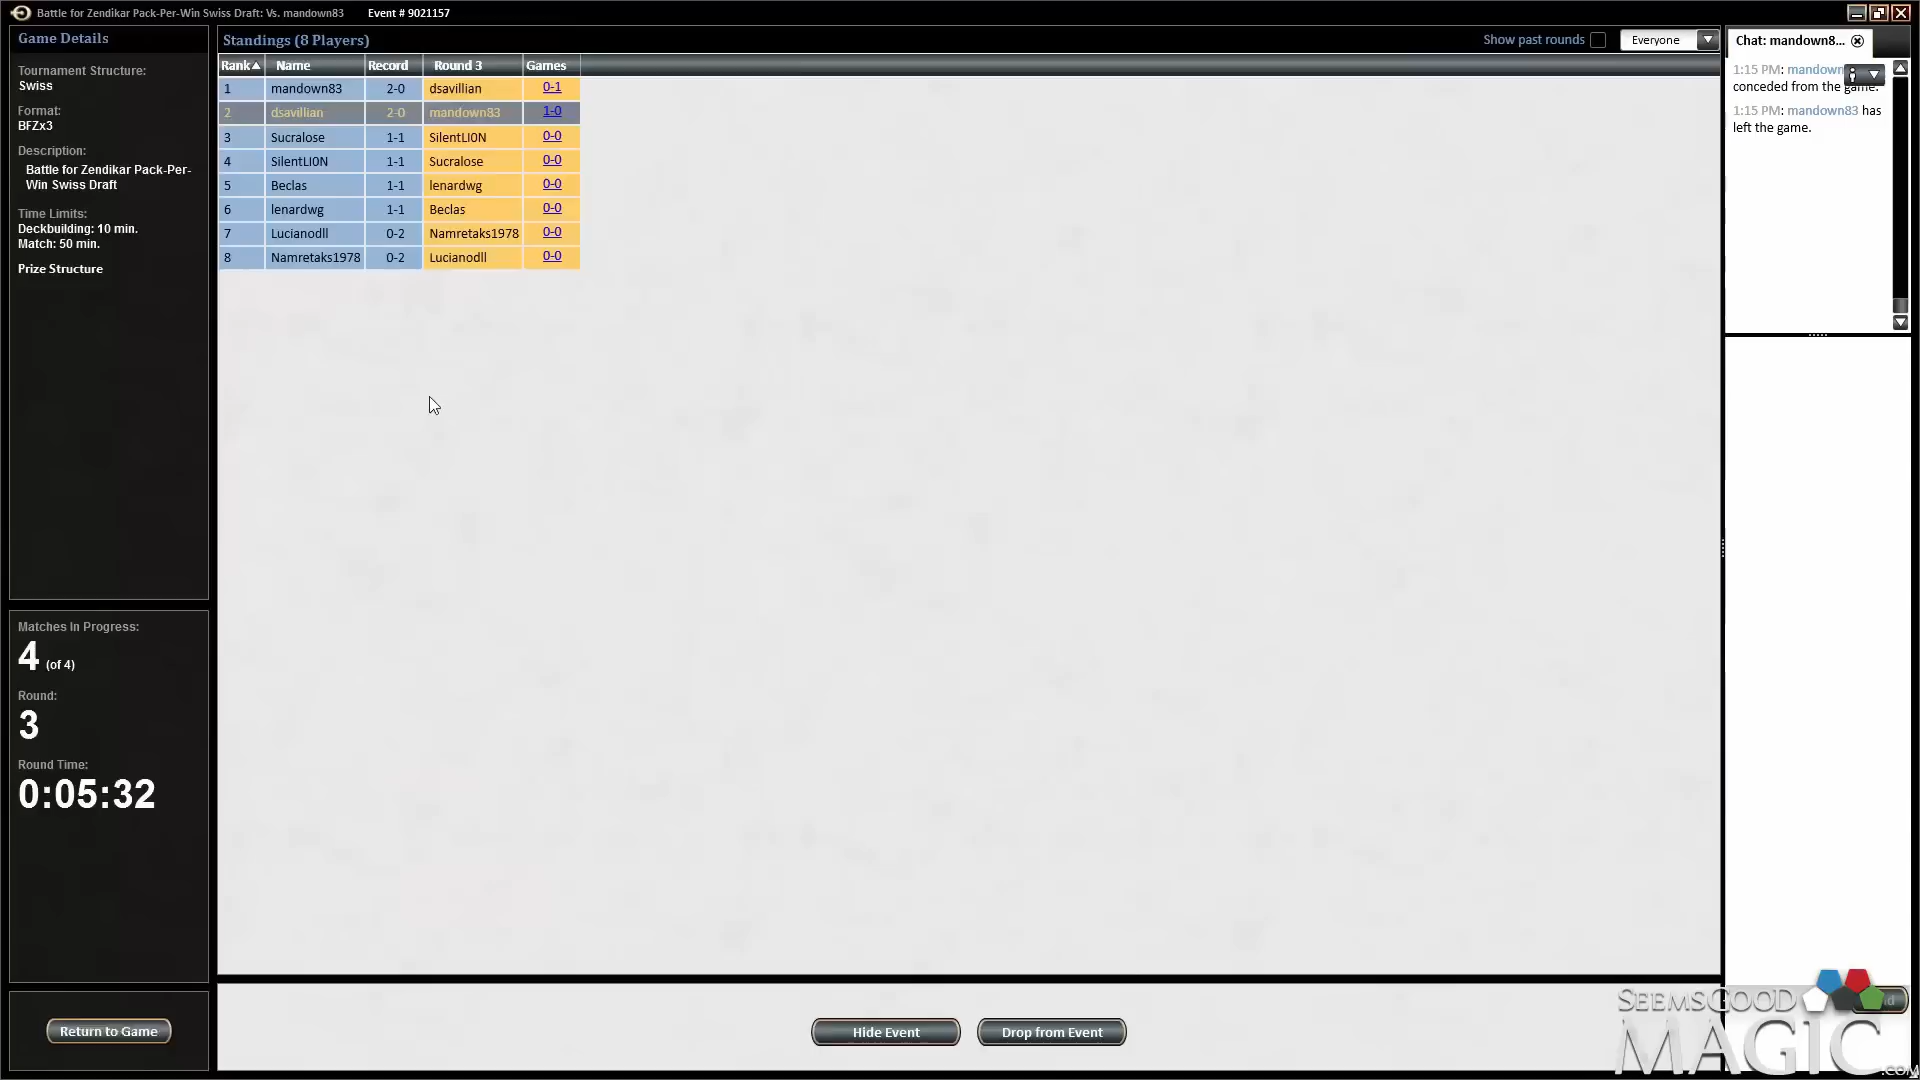 Battle for Zendikar Pack-Per-Win Swiss Draft: Vs. mandown83 Event # 9021157
Game Details
Tournament Structure:
Swiss
Format:
BFZx3
Description:
Battle for Zendikar Pack-Per-
Win Swiss Draft
Time Limits:
Deckbuilding: 10 min.
Match: 50 min.
Prize Structure
Matches In Progress:
4 (of 4)
Round:
3
Round Time:
0:05:32
Return to Game
Standings (8 Players)
Show past rounds
Everyone
Rank Name Record Round 3 Games
1 mandown83 2-0 dsavillian 0-1
2 dsavillian 2-0 mandown83 1-0
3 Sucralose 1-1 SilentLI0N 0-0
4 SilentLI0N 1-1 Sucralose 0-0
5 Beclas 1-1 lenardwg 0-0
6 lenardwg 1-1 Beclas 0-0
7 Lucianodll 0-2 Namretaks1978 0-0
8 Namretaks1978 0-2 Lucianodll 0-0
Hide Event
Drop from Event
Chat: mandown8...
1:15 PM: mandown
conceded from the game.
1:15 PM: mandown83 has
left the game.
SEEMSGOOD
MAGIC
.COM